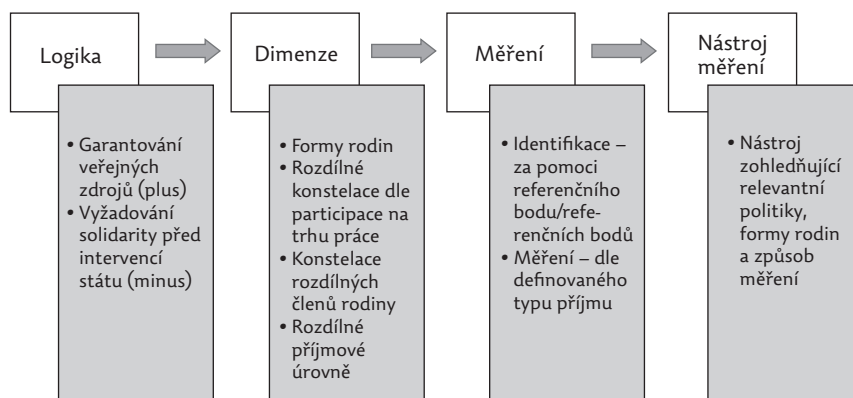 Logika
Dimenze
Měření
Nástroj
měření
• Garantování
veřejných
zdrojů (plus)
• Vyžadování
solidarity před
intervencí
státu (minus)
• Formy rodin
• Rozdílné
konstelace dle
participace na
trhu práce
• Konstelace
rozdílných
členů rodiny
• Rozdílné
příjmové
úrovně
• Identifikace –
za pomoci
referenčního
bodu/refe-
renčních bodů
• Měření – dle
definovaného
typu příjmu
• Nástroj
zohledňující
relevantní
politiky,
formy rodin
a způsob
měření